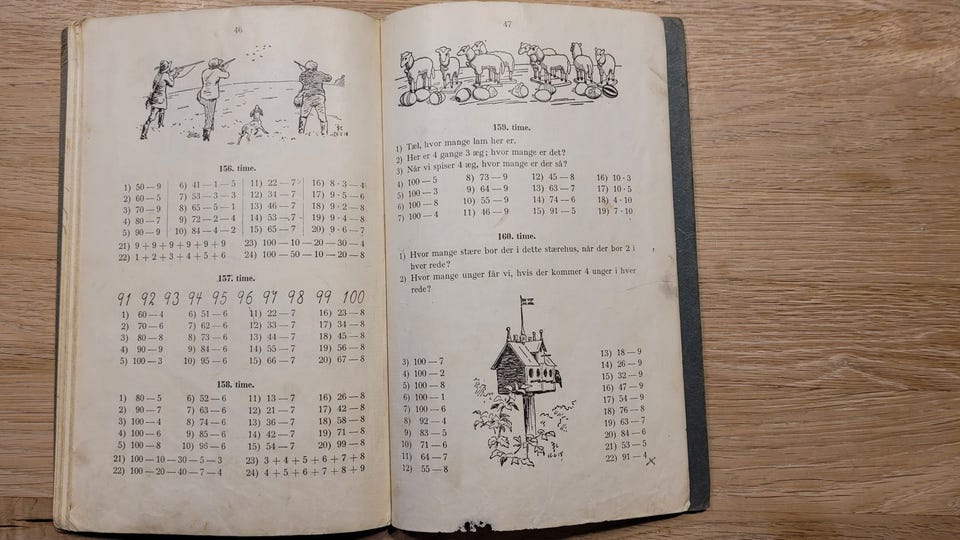 46
156. time.
1) 50 — 9 6) 41 — 1 — 5 11) 22 — 7 16) 8 · 3 — 4
2) 60 — 5 7) 53 — 3 — 3 12) 34 — 7 17) 9 · 5 — 6
3) 70 — 9 8) 65 — 5 — 1 13) 46 — 7 18) 9 · 2 — 8
4) 80 — 7 9) 72 — 2 — 4 14) 53 — 7 19) 9 · 4 — 8
5) 90 — 9 10) 84 — 4 — 2 15) 65 — 7 20) 9 · 6 — 7
21) 9 + 9 + 9 + 9 + 9 + 9 23) 100 — 10 — 20 — 30 — 4
22) 1 + 2 + 3 + 4 + 5 + 6 24) 100 — 50 — 10 — 20 — 8
157. time.
91 92 93 94 95 96 97 98 99 100
1) 60 — 4 6) 51 — 6 11) 22 — 7 16) 23 — 8
2) 70 — 6 7) 62 — 6 12) 33 — 7 17) 34 — 8
3) 80 — 8 8) 73 — 6 13) 44 — 7 18) 45 — 8
4) 90 — 9 9) 84 — 6 14) 55 — 7 19) 56 — 8
5) 100 — 3 10) 95 — 6 15) 66 — 7 20) 67 — 8
158. time.
1) 80 — 5 6) 52 — 6 11) 13 — 7 16) 26 — 8
2) 90 — 7 7) 63 — 6 12) 21 — 7 17) 42 — 8
3) 100 — 4 8) 74 — 6 13) 36 — 7 18) 58 — 8
4) 100 — 6 9) 85 — 6 14) 42 — 7 19) 71 — 8
5) 100 — 8 10) 96 — 6 15) 54 — 7 20) 99 — 8
21) 100 — 10 — 30 — 5 — 3 23) 3 + 4 + 5 + 6 + 7 + 8
22) 100 — 20 — 40 — 7 — 4 24) 4 + 5 + 6 + 7 + 8 + 9
47
159. time.
1) Tæl, hvor mange lam her er.
2) Her er 4 gange 3 æg; hvor mange er det?
3) Når vi spiser 4 æg, hvor mange er der så?
4) 100 — 5 8) 73 — 9 12) 45 — 8 16) 10 · 3
5) 100 — 3 9) 64 — 9 13) 63 — 7 17) 10 · 5
6) 100 — 8 10) 55 — 9 14) 74 — 6 18) 4 · 10
7) 100 — 4 11) 46 — 9 15) 91 — 5 19) 7 · 10
160. time.
1) Hvor mange stære bor der i dette stærehus, når der bor 2 i
hver rede?
2) Hvor mange unger får vi, hvis der kommer 4 unger i hver
rede?
3) 100 — 7
4) 100 — 2
5) 100 — 8
6) 100 — 1
7) 100 — 6
8) 92 — 4
9) 83 — 5
10) 71 — 6
11) 64 — 7
12) 55 — 8
13) 18 — 9
14) 26 — 9
15) 32 — 9
16) 47 — 9
17) 54 — 9
18) 76 — 8
19) 63 — 7
20) 84 — 6
21) 53 — 5
22) 91 — 4